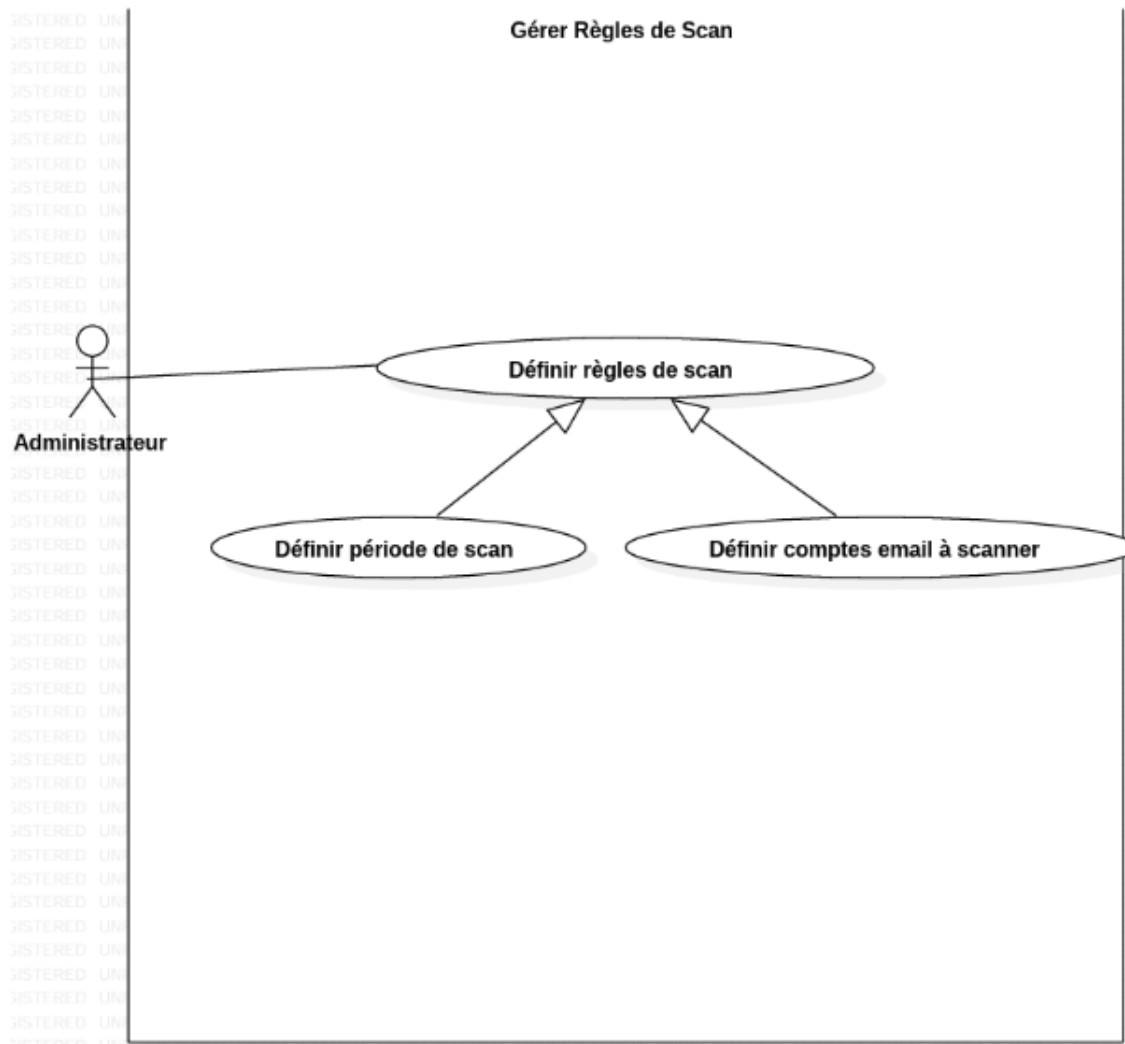 Gérer Règles de Scan
Définir règles de scan
Administrateur
Définir période de scan
Définir comptes email à scanner